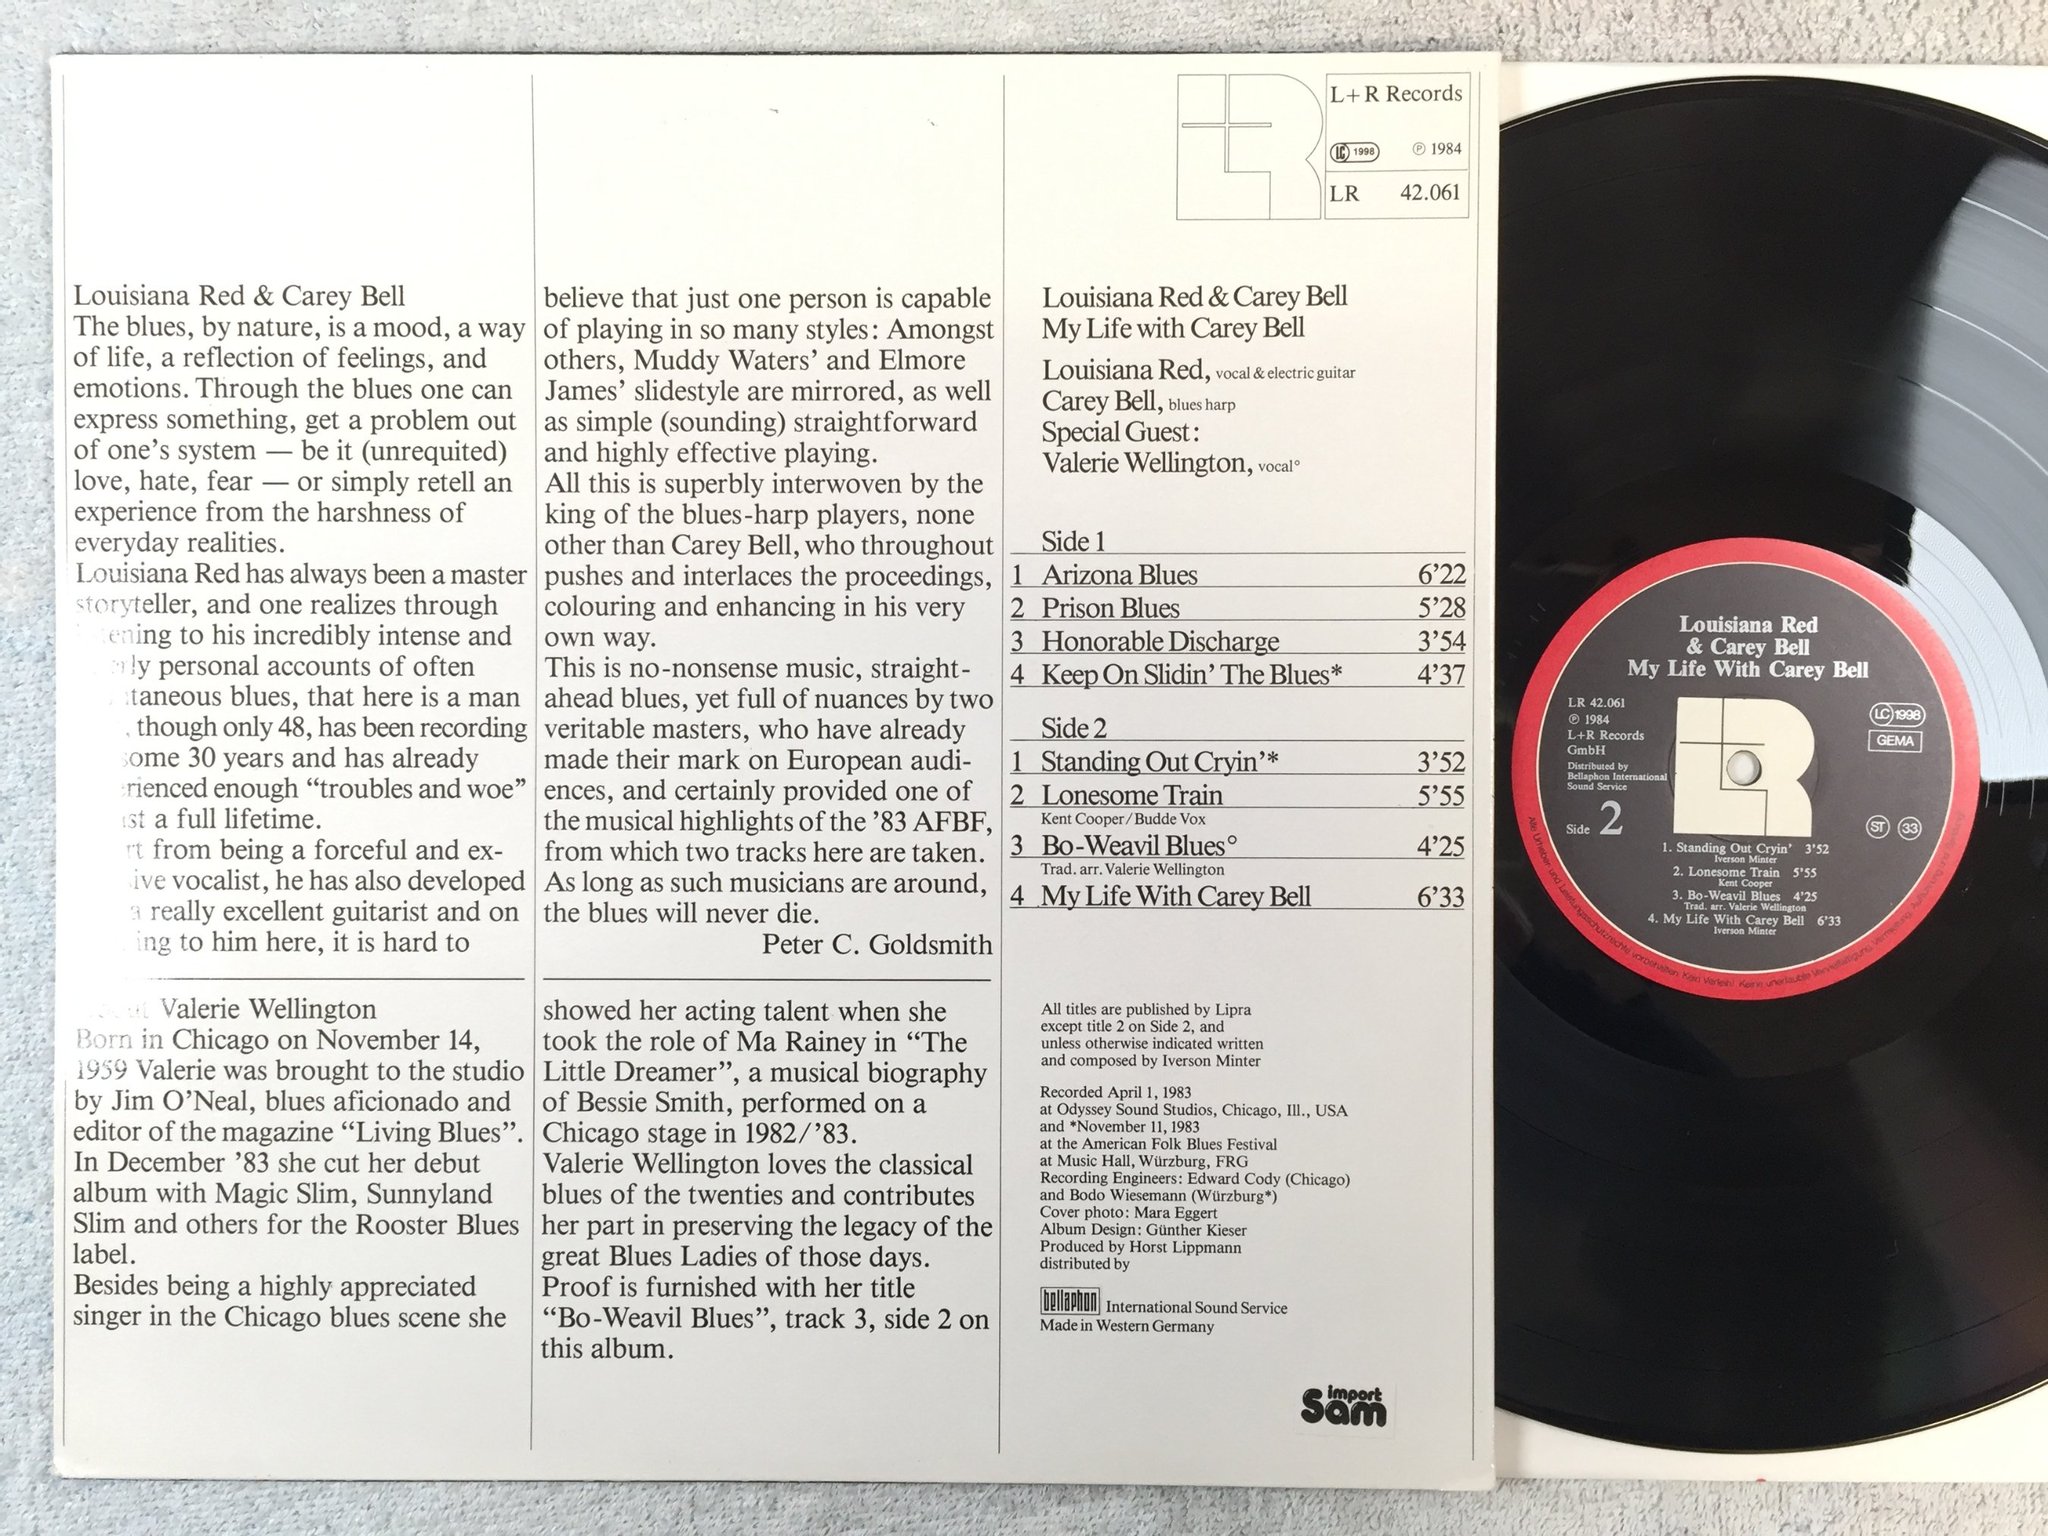 Louisiana Red & Carey Bell
The blues, by nature, is a mood, a way
of life, a reflection of feelings, and
emotions. Through the blues one can
express something, get a problem out
of one's system — be it (unrequited)
love, hate, fear — or simply retell an
experience from the harshness of
everyday realities.
Louisiana Red has always been a master
storyteller, and one realizes through
to his incredibly intense and
personal accounts of often
blues, that here is a man
, though only 48, has been recording
some 30 years and has already
enough “troubles and woe”
a full lifetime.
from being a forceful and ex-
vocalist, he has also developed
a really excellent guitarist and on
to him here, it is hard to
believe that just one person is capable
of playing in so many styles: Amongst
others, Muddy Waters' and Elmore
James' slidestyle are mirrored, as well
as simple (sounding) straightforward
and highly effective playing.
All this is superbly interwoven by the
king of the blues-harp players, none
other than Carey Bell, who throughout
pushes and interlaces the proceedings,
colouring and enhancing in his very
own way.
This is no-nonsense music, straight-
ahead blues, yet full of nuances by two
veritable masters, who have already
made their mark on European audi-
ences, and certainly provided one of
the musical highlights of the '83 AFBF,
from which two tracks here are taken.
As long as such musicians are around,
the blues will never die.
Peter C. Goldsmith
Valerie Wellington
Born in Chicago on November 14,
1959 Valerie was brought to the studio
by Jim O'Neal, blues aficionado and
editor of the magazine “Living Blues”.
In December '83 she cut her debut
album with Magic Slim, Sunnyland
Slim and others for the Rooster Blues
label.
Besides being a highly appreciated
singer in the Chicago blues scene she
showed her acting talent when she
took the role of Ma Rainey in “The
Little Dreamer”, a musical biography
of Bessie Smith, performed on a
Chicago stage in 1982/'83.
Valerie Wellington loves the classical
blues of the twenties and contributes
her part in preserving the legacy of the
great Blues Ladies of those days.
Proof is furnished with her title
“Bo-Weavil Blues”, track 3, side 2 on
this album.
L+R Records
LC 1998 ℗ 1984
LR 42.061
Louisiana Red & Carey Bell
My Life with Carey Bell
Louisiana Red, vocal & electric guitar
Carey Bell, blues harp
Special Guest:
Valerie Wellington, vocal°
Side 1
1 Arizona Blues 6'22
2 Prison Blues 5'28
3 Honorable Discharge 3'54
4 Keep On Slidin' The Blues* 4'37
Side 2
1 Standing Out Cryin'* 3'52
2 Lonesome Train 5'55
Kent Cooper/Budde Vox
3 Bo-Weavil Blues° 4'25
Trad. arr. Valerie Wellington
4 My Life With Carey Bell 6'33
All titles are published by Lipra
except title 2 on Side 2, and
unless otherwise indicated written
and composed by Iverson Minter
Recorded April 1, 1983
at Odyssey Sound Studios, Chicago, Ill., USA
and *November 11, 1983
at the American Folk Blues Festival
at Music Hall, Würzburg, FRG
Recording Engineers: Edward Cody (Chicago)
and Bodo Wiesemann (Würzburg*)
Cover photo: Mara Eggert
Album Design: Günther Kieser
Produced by Horst Lippmann
distributed by
bellaphon International Sound Service
Made in Western Germany
import
Sam
Louisiana Red
& Carey Bell
My Life With Carey Bell
LR 42.061
℗ 1984
L+R Records
GmbH
Distributed by
Bellaphon International
Sound Service
Side 2
LC 1998
GEMA
ST 33
1. Standing Out Cryin' 3'52
Iverson Minter
2. Lonesome Train 5'55
Kent Cooper
3. Bo-Weavil Blues 4'25
Trad. arr. Valerie Wellington
4. My Life With Carey Bell 6'33
Iverson Minter
Alle Urheber und Leistungsschutzrechte vorbehalten. Kein Verleih! Keine unerlaubte Vervielfältigung, Vermietung, Aufführung und Sendung.